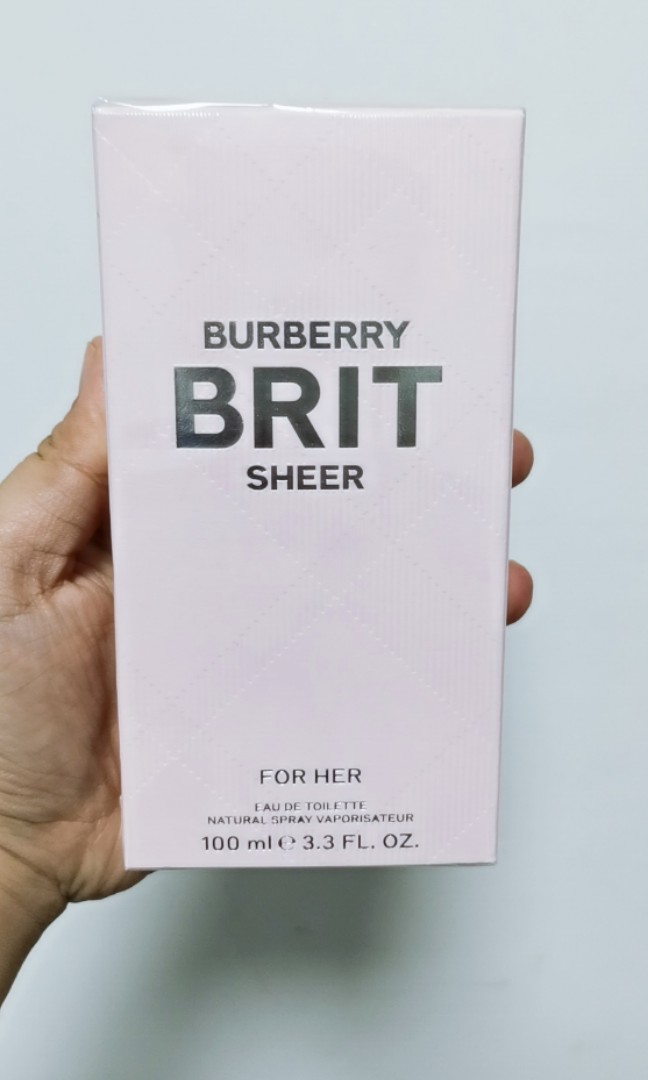 BURBERRY
BRIT
SHEER
FOR HER
EAU DE TOILETTE
NATURAL SPRAY VAPORISATEUR
100 ml ℮ 3.3 FL. OZ.